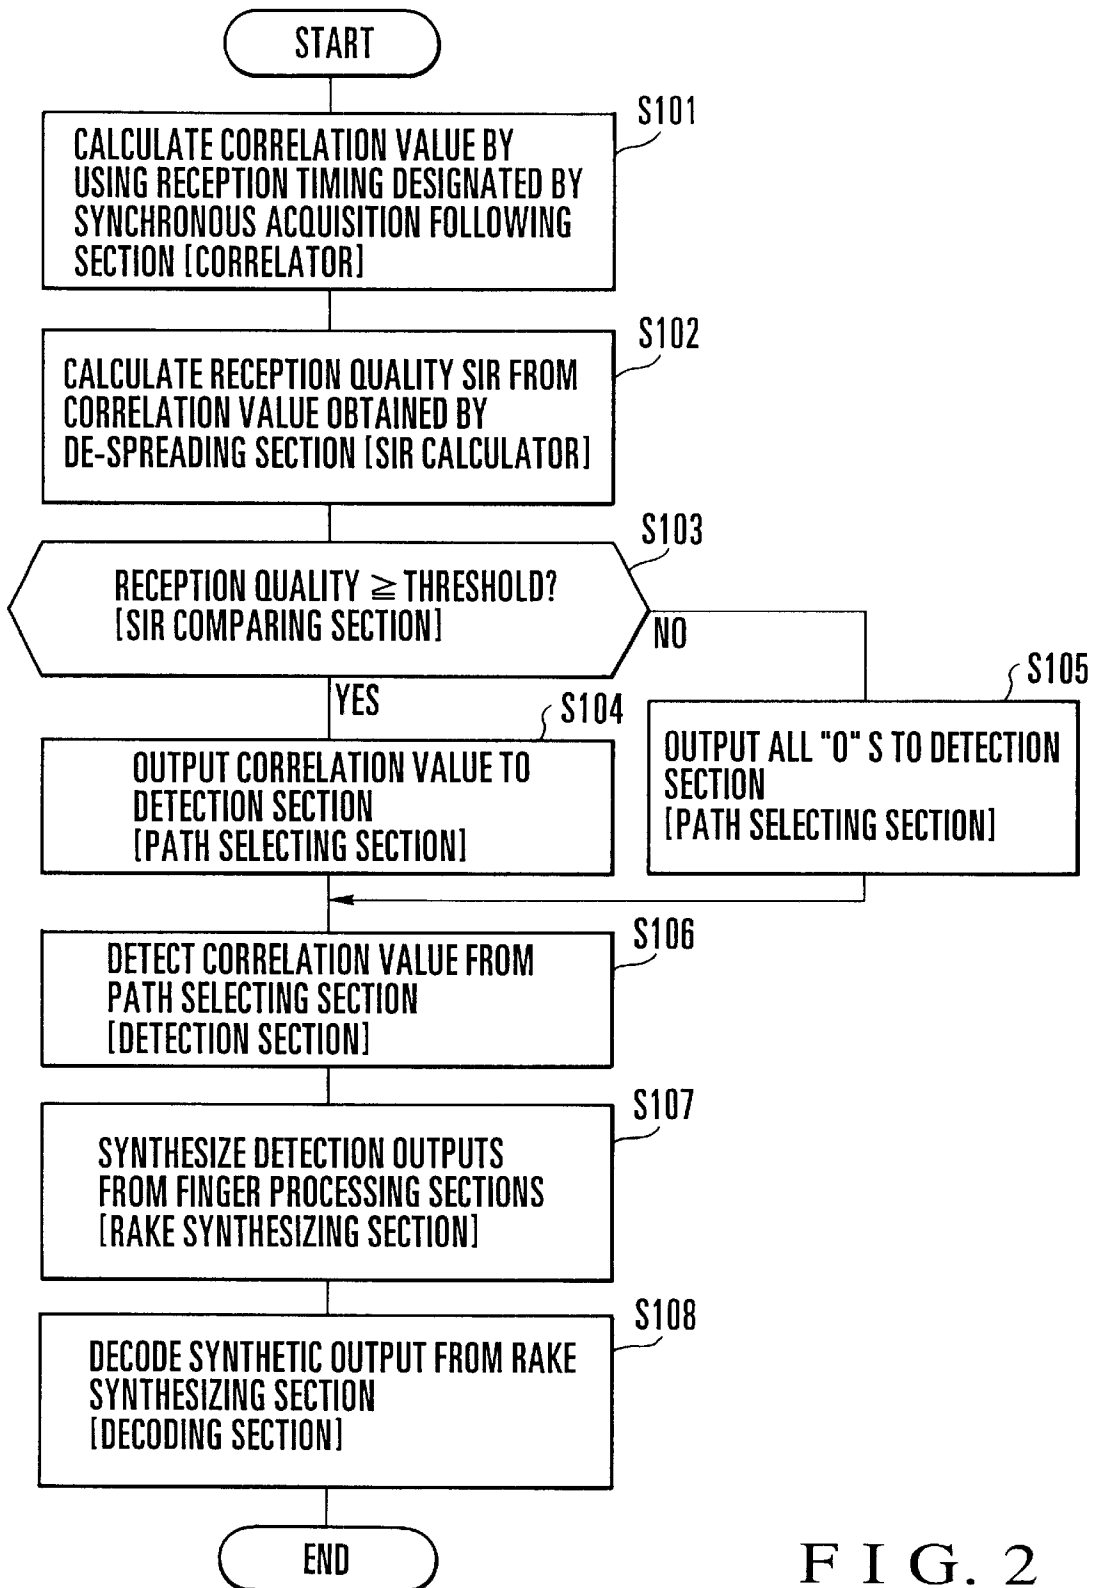 START
S101
CALCULATE CORRELATION VALUE BY
USING RECEPTION TIMING DESIGNATED BY
SYNCHRONOUS ACQUISITION FOLLOWING
SECTION [CORRELATOR]
S102
CALCULATE RECEPTION QUALITY SIR FROM
CORRELATION VALUE OBTAINED BY
DE-SPREADING SECTION [SIR CALCULATOR]
S103
RECEPTION QUALITY ≧ THRESHOLD?
[SIR COMPARING SECTION]
NO
YES
S104
OUTPUT CORRELATION VALUE TO
DETECTION SECTION
[PATH SELECTING SECTION]
S105
OUTPUT ALL "0" S TO DETECTION
SECTION
[PATH SELECTING SECTION]
S106
DETECT CORRELATION VALUE FROM
PATH SELECTING SECTION
[DETECTION SECTION]
S107
SYNTHESIZE DETECTION OUTPUTS
FROM FINGER PROCESSING SECTIONS
[RAKE SYNTHESIZING SECTION]
S108
DECODE SYNTHETIC OUTPUT FROM RAKE
SYNTHESIZING SECTION
[DECODING SECTION]
END
FIG. 2